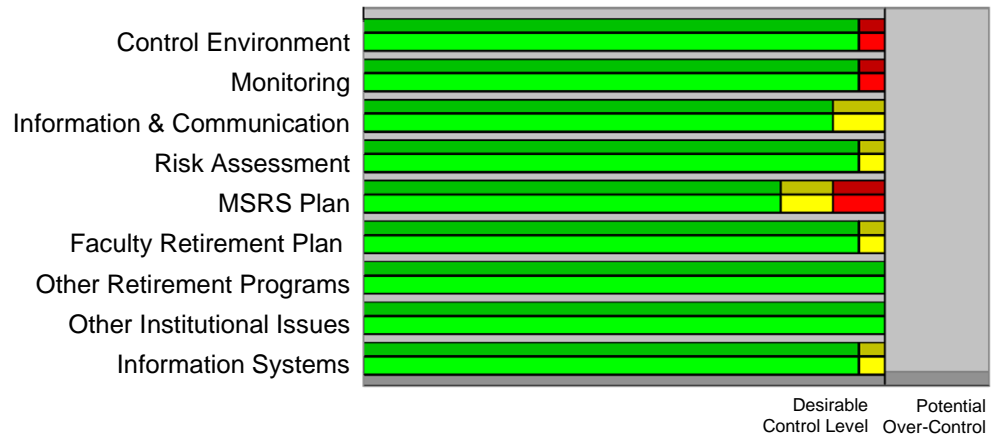 Control Environment
Monitoring
Information & Communication
Risk Assessment
MSRS Plan
Faculty Retirement Plan
Other Retirement Programs
Other Institutional Issues
Information Systems
Desirable
Control Level
Potential
Over-Control